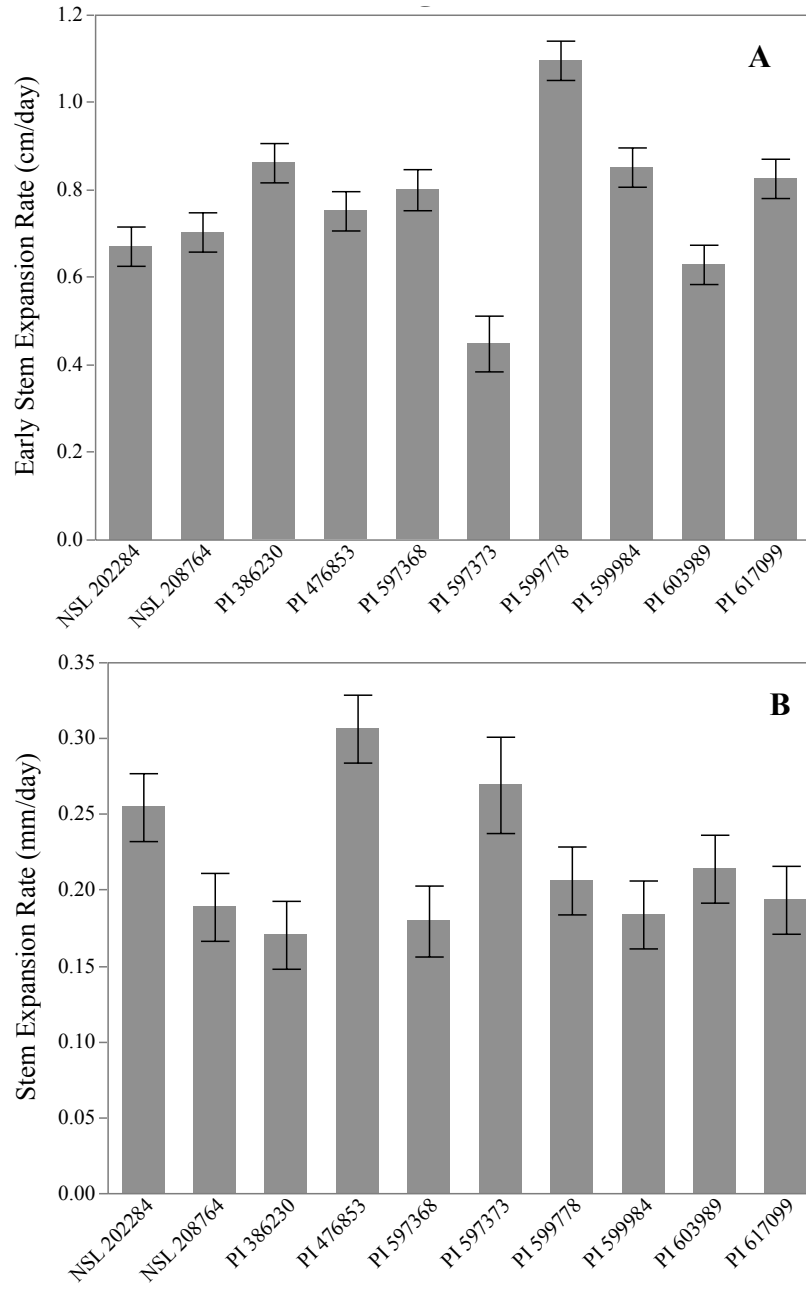 A
Early Stem Expansion Rate (cm/day)
1.2
1.0
0.8
0.6
0.4
0.2
0.0
NSL 202284
NSL 208764
PI 386230
PI 476853
PI 597368
PI 597373
PI 599778
PI 599984
PI 603989
PI 617099
B
Stem Expansion Rate (mm/day)
0.35
0.30
0.25
0.20
0.15
0.10
0.05
0.00
NSL 202284
NSL 208764
PI 386230
PI 476853
PI 597368
PI 597373
PI 599778
PI 599984
PI 603989
PI 617099